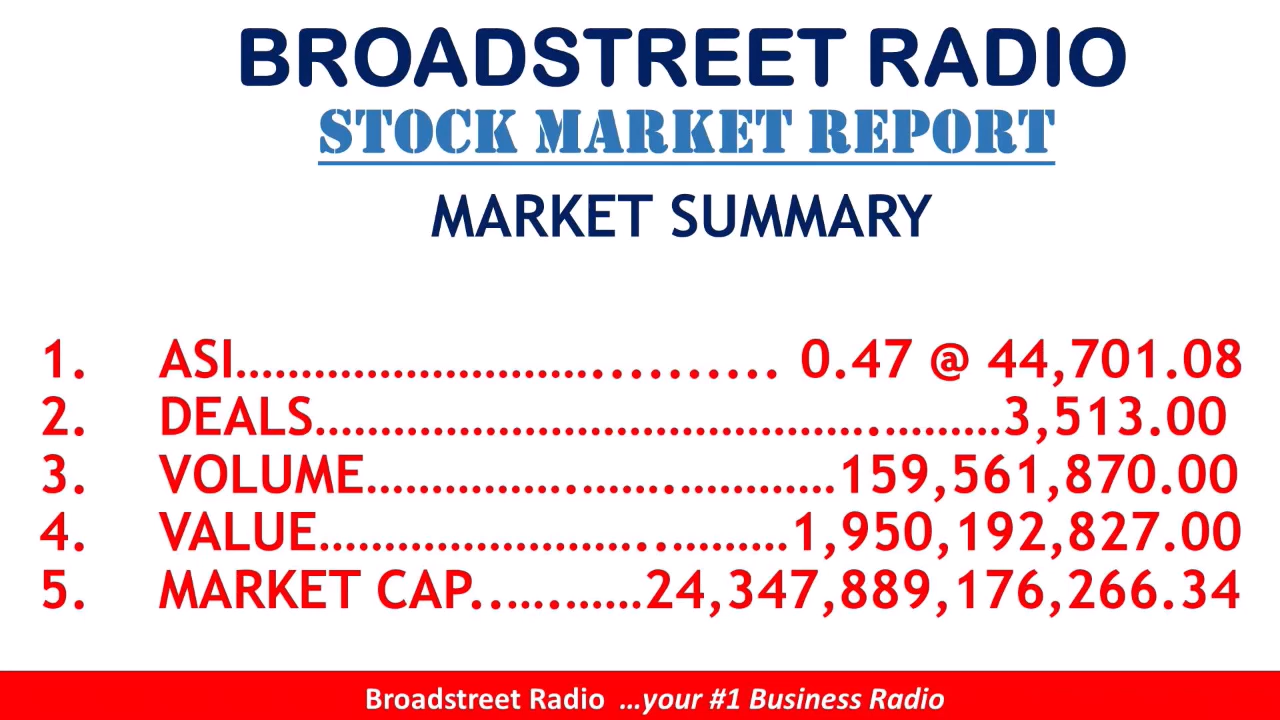 BROADSTREET RADIO
STOCK MARKET REPORT
MARKET SUMMARY
1. ASI.................................... 0.47 @ 44,701.08
2. DEALS.....................................................3,513.00
3. VOLUME....................................159,561,870.00
4. VALUE....................................1,950,192,827.00
5. MARKET CAP.............24,347,889,176,266.34
Broadstreet Radio ...your #1 Business Radio